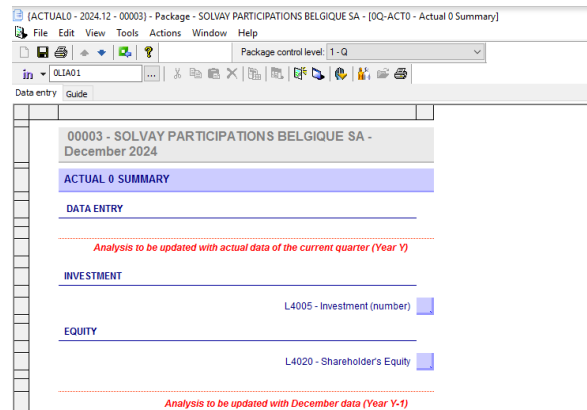 {ACTUAL0 - 2024.12 - 00003} - Package - SOLVAY PARTICIPATIONS BELGIQUE SA - [0Q-ACT0 - Actual 0 Summary]
File Edit View Tools Actions Window Help
Package control level: 1 - Q
in 0LIA01 ...
Data entry Guide
00003 - SOLVAY PARTICIPATIONS BELGIQUE SA -
December 2024
ACTUAL 0 SUMMARY
DATA ENTRY
Analysis to be updated with actual data of the current quarter (Year Y)
INVESTMENT
L4005 - Investment (number)
EQUITY
L4020 - Shareholder's Equity
Analysis to be updated with December data (Year Y-1)